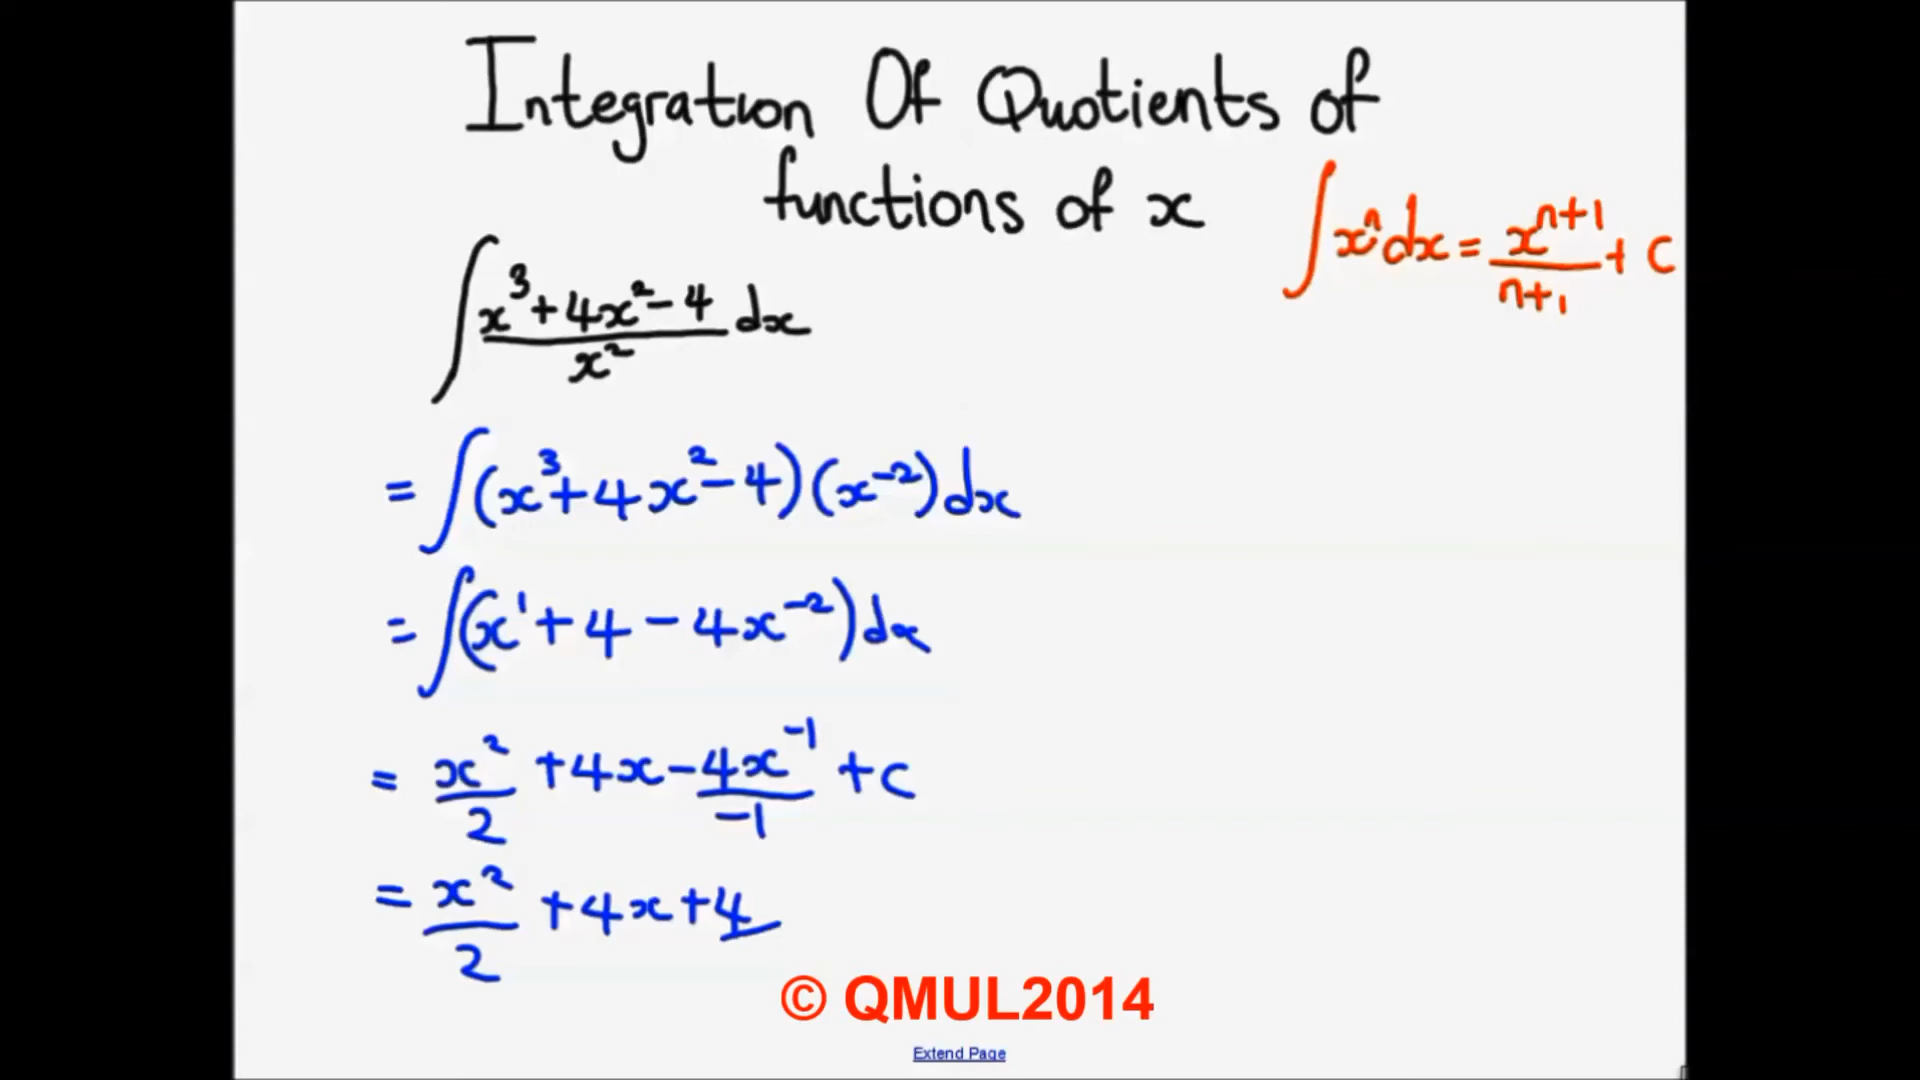 Integration Of Quotients of
functions of x
∫xⁿdx = xⁿ⁺¹/n+1 + C
∫ x³+4x²-4/x² dx
= ∫(x³+4x²-4)(x⁻²)dx
= ∫(x¹+4-4x⁻²)dx
= x²/2 +4x-4x⁻¹/-1 +C
= x²/2 +4x+4
© QMUL2014
Extend Page